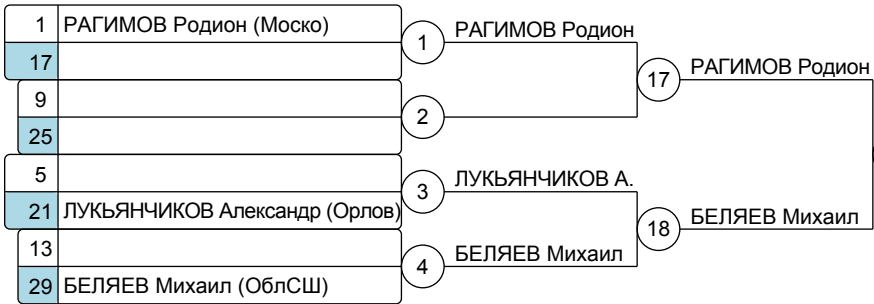 1 РАГИМОВ Родион (Моско)
17
9
25
5
21 ЛУКЬЯНЧИКОВ Александр (Орлов)
13
29 БЕЛЯЕВ Михаил (ОблСШ)
1 РАГИМОВ Родион
2
3 ЛУКЬЯНЧИКОВ А.
4 БЕЛЯЕВ Михаил
17 РАГИМОВ Родион
18 БЕЛЯЕВ Михаил